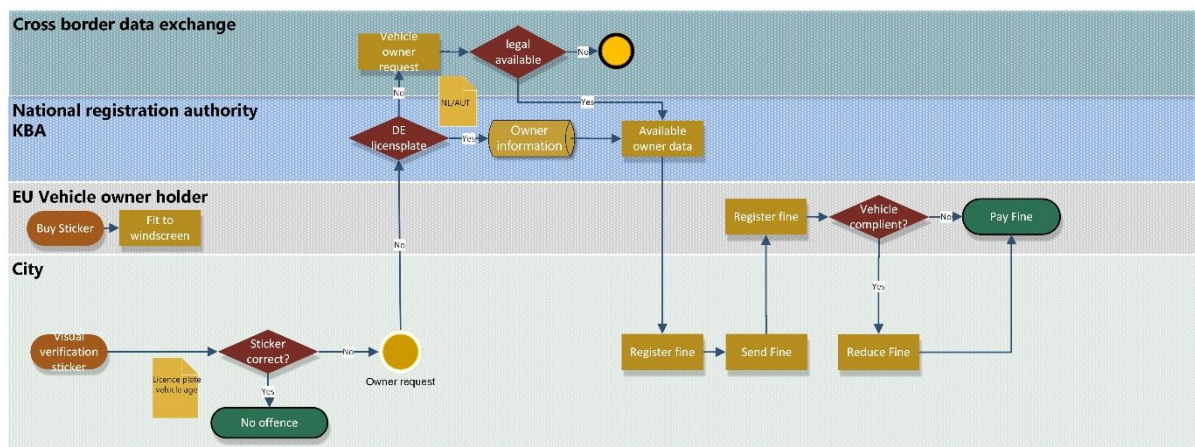 Cross border data exchange
Vehicle
owner
request
legal
available
No
No
NL/AUT
Yes
National registration authority
KBA
DE
licensplate
Yes
Owner
information
Available
owner data
EU Vehicle owner holder
Buy Sticker
Fit to
windscreen
No
Register fine
Vehicle
complient?
No
Pay Fine
City
Yes
Visual
verification
sticker
Licence plate
vehicle age
Sticker
correct?
No
Owner request
Yes
No offence
Register fine
Send Fine
Reduce Fine